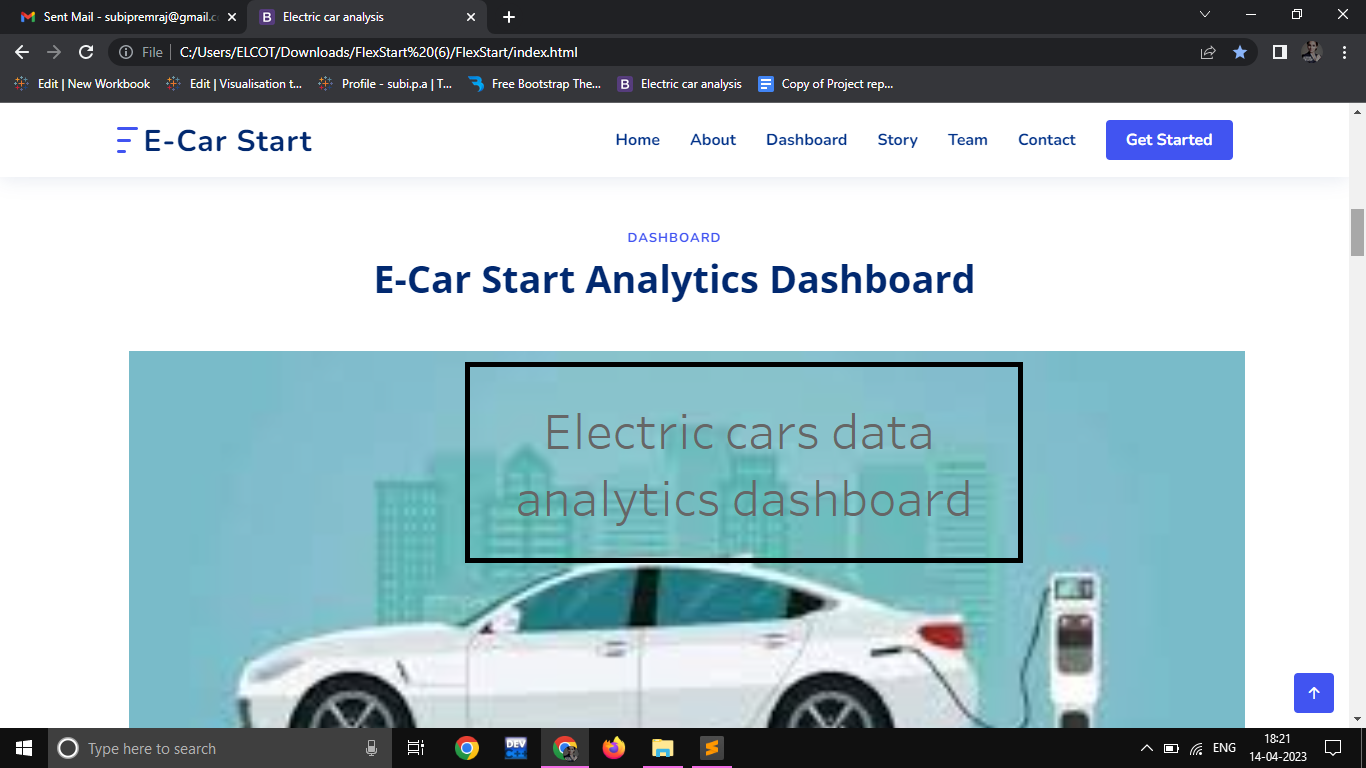 Sent Mail - subipremraj@gmail.c
Electric car analysis
File
C:/Users/ELCOT/Downloads/FlexStart%20(6)/FlexStart/index.html
Edit | New Workbook
Edit | Visualisation t...
Profile - subi.p.a | T...
Free Bootstrap The...
Electric car analysis
Copy of Project rep...
E-Car Start
Home
About
Dashboard
Story
Team
Contact
Get Started
DASHBOARD
E-Car Start Analytics Dashboard
Electric cars data
analytics dashboard
Type here to search
DEV
ENG
18:21
14-04-2023